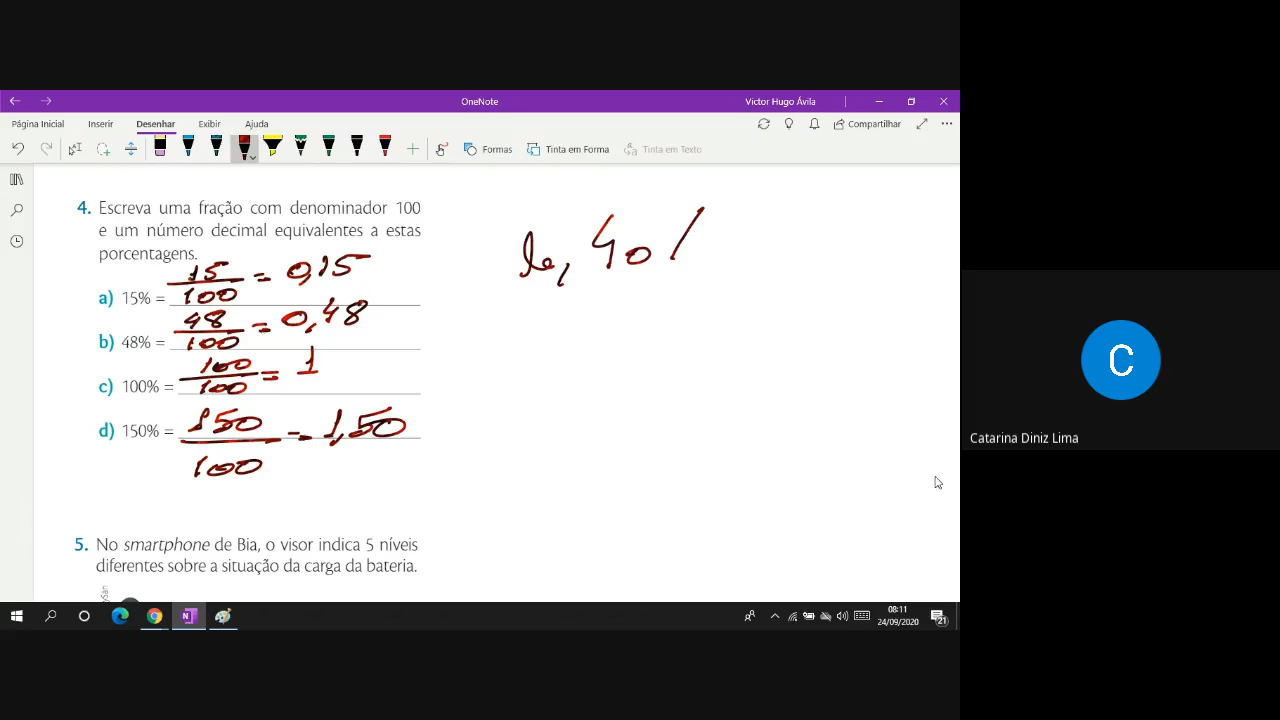 OneNote
Victor Hugo Ávila
Página Inicial Inserir Desenhar Exibir Ajuda
Compartilhar
Formas Tinta em Forma Tinta em Texto
4. Escreva uma fração com denominador 100
e um número decimal equivalentes a estas
porcentagens.
a) 15% = 15/100 = 0,15
b) 48% = 48/100 = 0,48
c) 100% = 100/100 = 1
d) 150% = 150/100 = 1,50
40 /
5. No smartphone de Bia, o visor indica 5 níveis
diferentes sobre a situação da carga da bateria.
C
Catarina Diniz Lima
08:11
24/09/2020
21